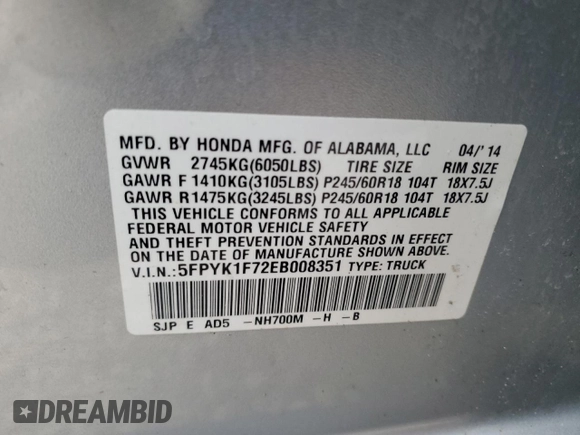 MFD. BY HONDA MFG. OF ALABAMA, LLC 04/'14
GVWR 2745KG(6050LBS) TIRE SIZE RIM SIZE
GAWR F 1410KG(3105LBS) P245/60R18 104T 18X7.5J
GAWR R 1475KG(3245LBS) P245/60R18 104T 18X7.5J
THIS VEHICLE CONFORMS TO ALL APPLICABLE
FEDERAL MOTOR VEHICLE SAFETY
AND THEFT PREVENTION STANDARDS IN EFFECT
ON THE DATE OF MANUFACTURE SHOWN ABOVE.
V.I.N.: 5FPYK1F72EB008351 TYPE: TRUCK
SJP E AD5 -NH700M -H -B
DREAMBID